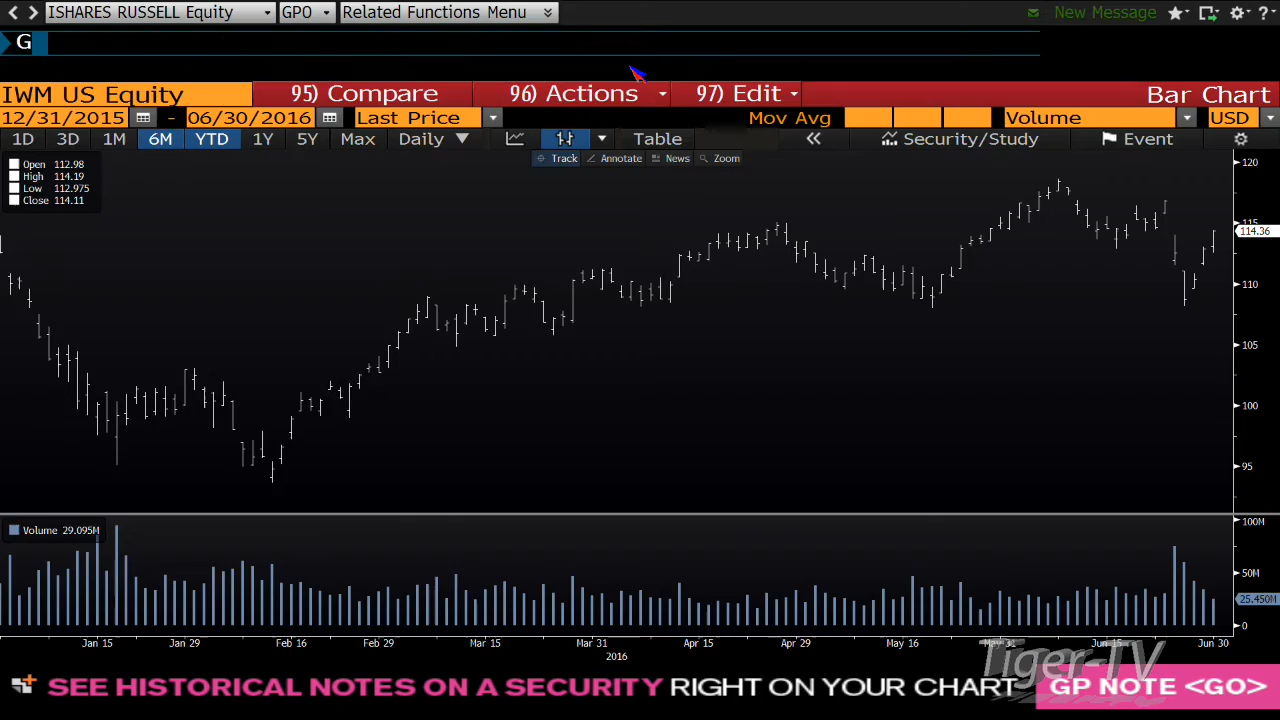 ISHARES RUSSELL Equity GPO Related Functions Menu New Message
G
IWM US Equity 95) Compare 96) Actions 97) Edit Bar Chart
12/31/2015 - 06/30/2016 Last Price Mov Avg Volume USD
1D 3D 1M 6M YTD 1Y 5Y Max Daily Table Security/Study Event
Track Annotate News Zoom
Open 112.98
High 114.19
Low 112.975
Close 114.11
120
115
114.36
110
105
100
95
Volume 29.095M
100M
50M
25.450M
0
Jan 15 Jan 29 Feb 16 Feb 29 Mar 15 Mar 31 Apr 15 Apr 29 May 16 May 31 Jun 15 Jun 30
2016
Tiger-TV
SEE HISTORICAL NOTES ON A SECURITY RIGHT ON YOUR CHART GP NOTE <GO>